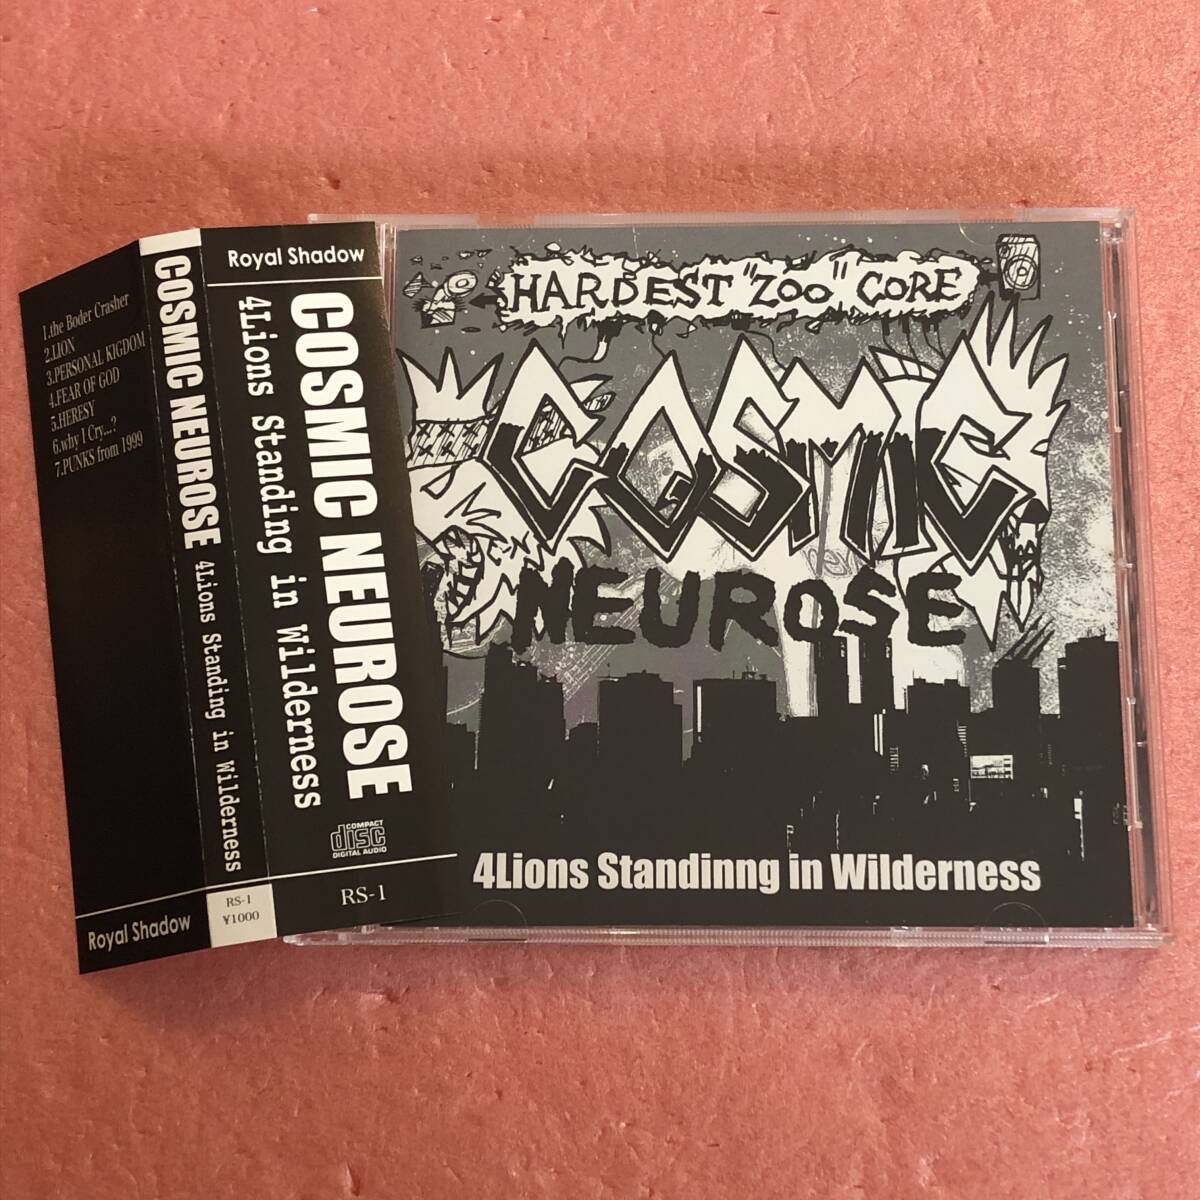 1.the Boder Crasher
2.LION
3.PERSONAL KIGDOM
4.FEAR OF GOD
5.HERESY
6.why I Cry...?
7.PUNKS from 1999
Royal Shadow
COSMIC NEUROSE 4Lions Standing in Wilderness
RS-1
¥1000
Royal Shadow
COSMIC NEUROSE
4Lions Standing in Wilderness
COMPACT
disc
DIGITAL AUDIO
RS-1
HARDEST "ZOO" CORE
COSMIC
NEUROSE
4Lions Standinng in Wilderness